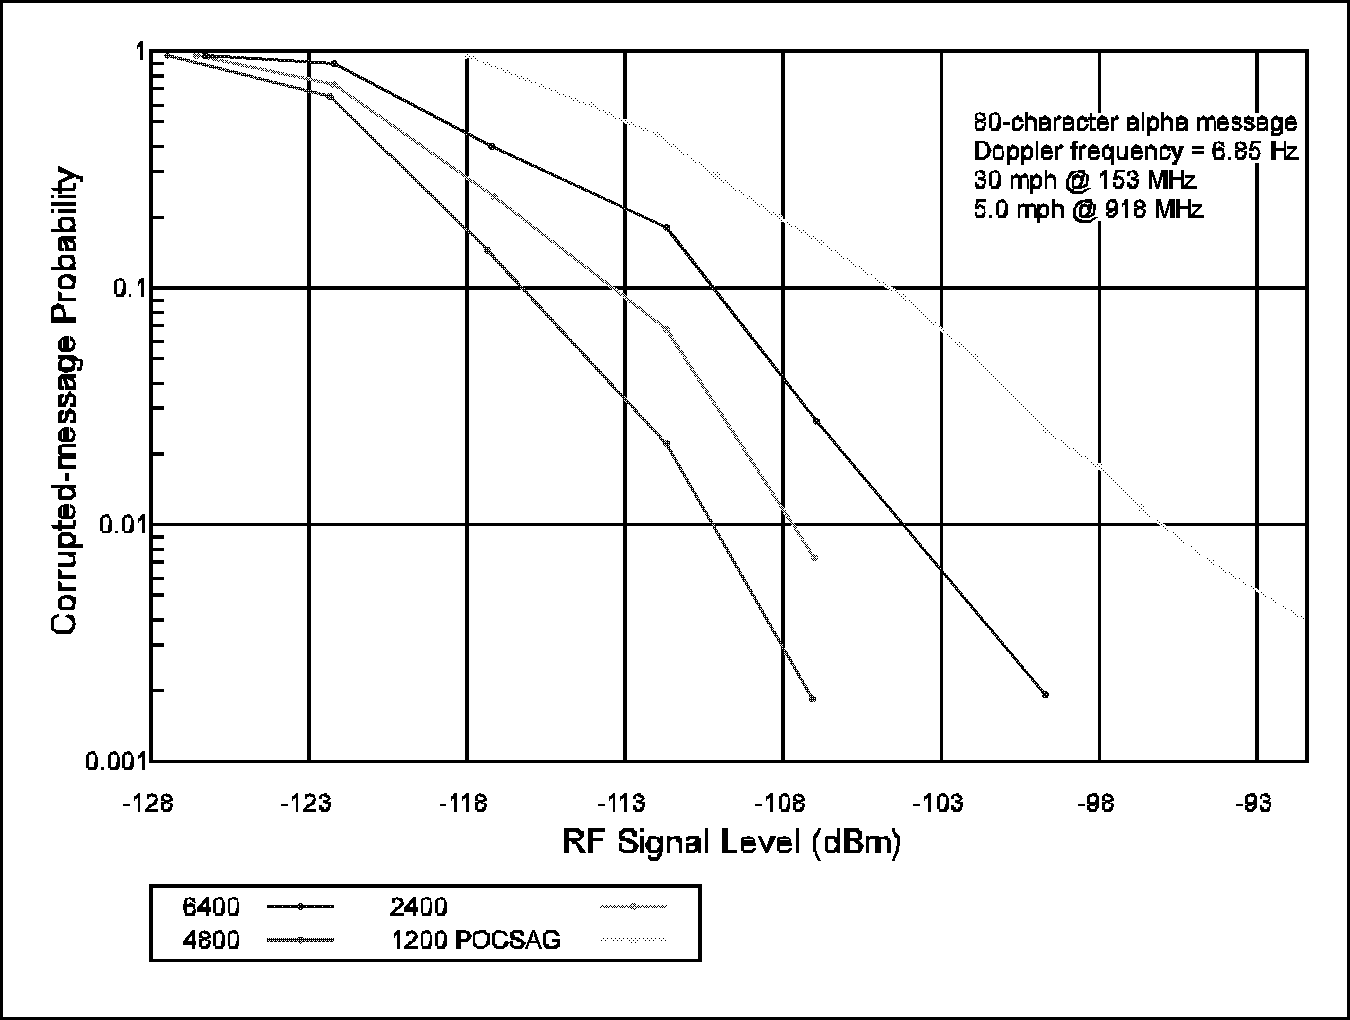 1
0.1
0.01
0.001
Corrupted-message Probability
80-character alpha message
Doppler frequency = 6.85 Hz
30 mph @ 153 MHz
5.0 mph @ 918 MHz
-128 -123 -118 -113 -108 -103 -98 -93
RF Signal Level (dBm)
6400 2400
4800 1200 POCSAG